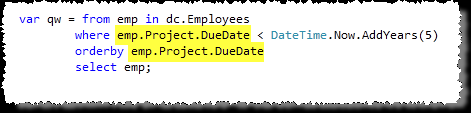 var qw = from emp in dc.Employees
where emp.Project.DueDate < DateTime.Now.AddYears(5)
orderby emp.Project.DueDate
select emp;